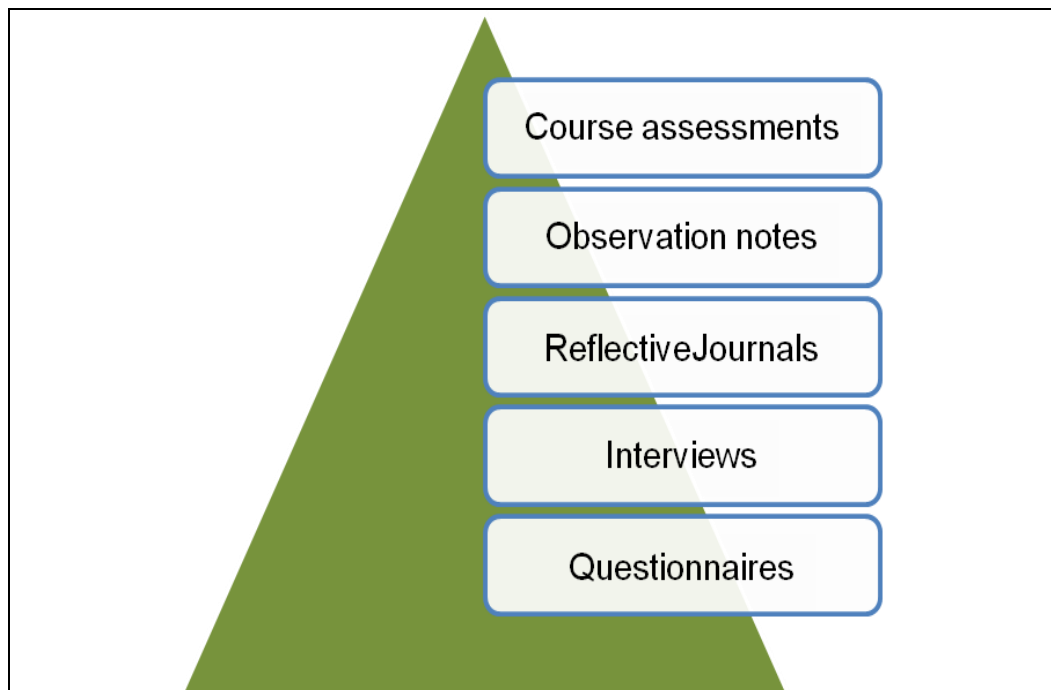 Course assessments
Observation notes
ReflectiveJournals
Interviews
Questionnaires